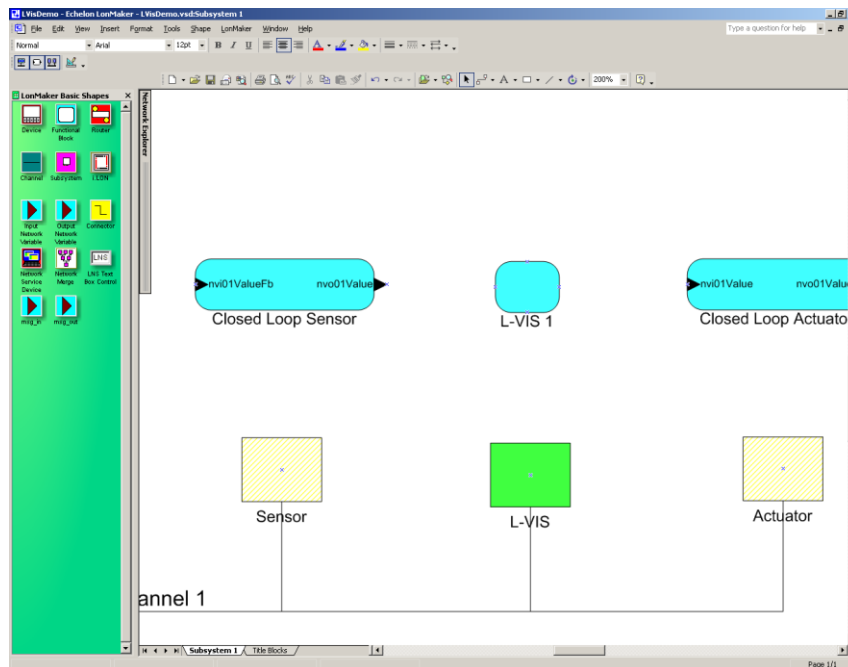 LVisDemo - Echelon LonMaker - LVisDemo.vsd:Subsystem 1
File Edit View Insert Format Tools Shape LonMaker Window Help
Type a question for help
Normal Arial 12pt B I U
A
A 200%
LonMaker Basic Shapes
Network Explorer
Device Functional Block Router
Channel Subsystem i.LON
Input Network Variable Output Network Variable Connector
LNS
Network Service Device Network Merge LNS Text Box Control
msg_in msg_out
nvi01ValueFb nvo01Value nvi01Value
Closed Loop Sensor L-VIS 1 Closed Loop Actuato
Sensor L-VIS Actuator
annel 1
Subsystem 1 Title Blocks
Page 1/1